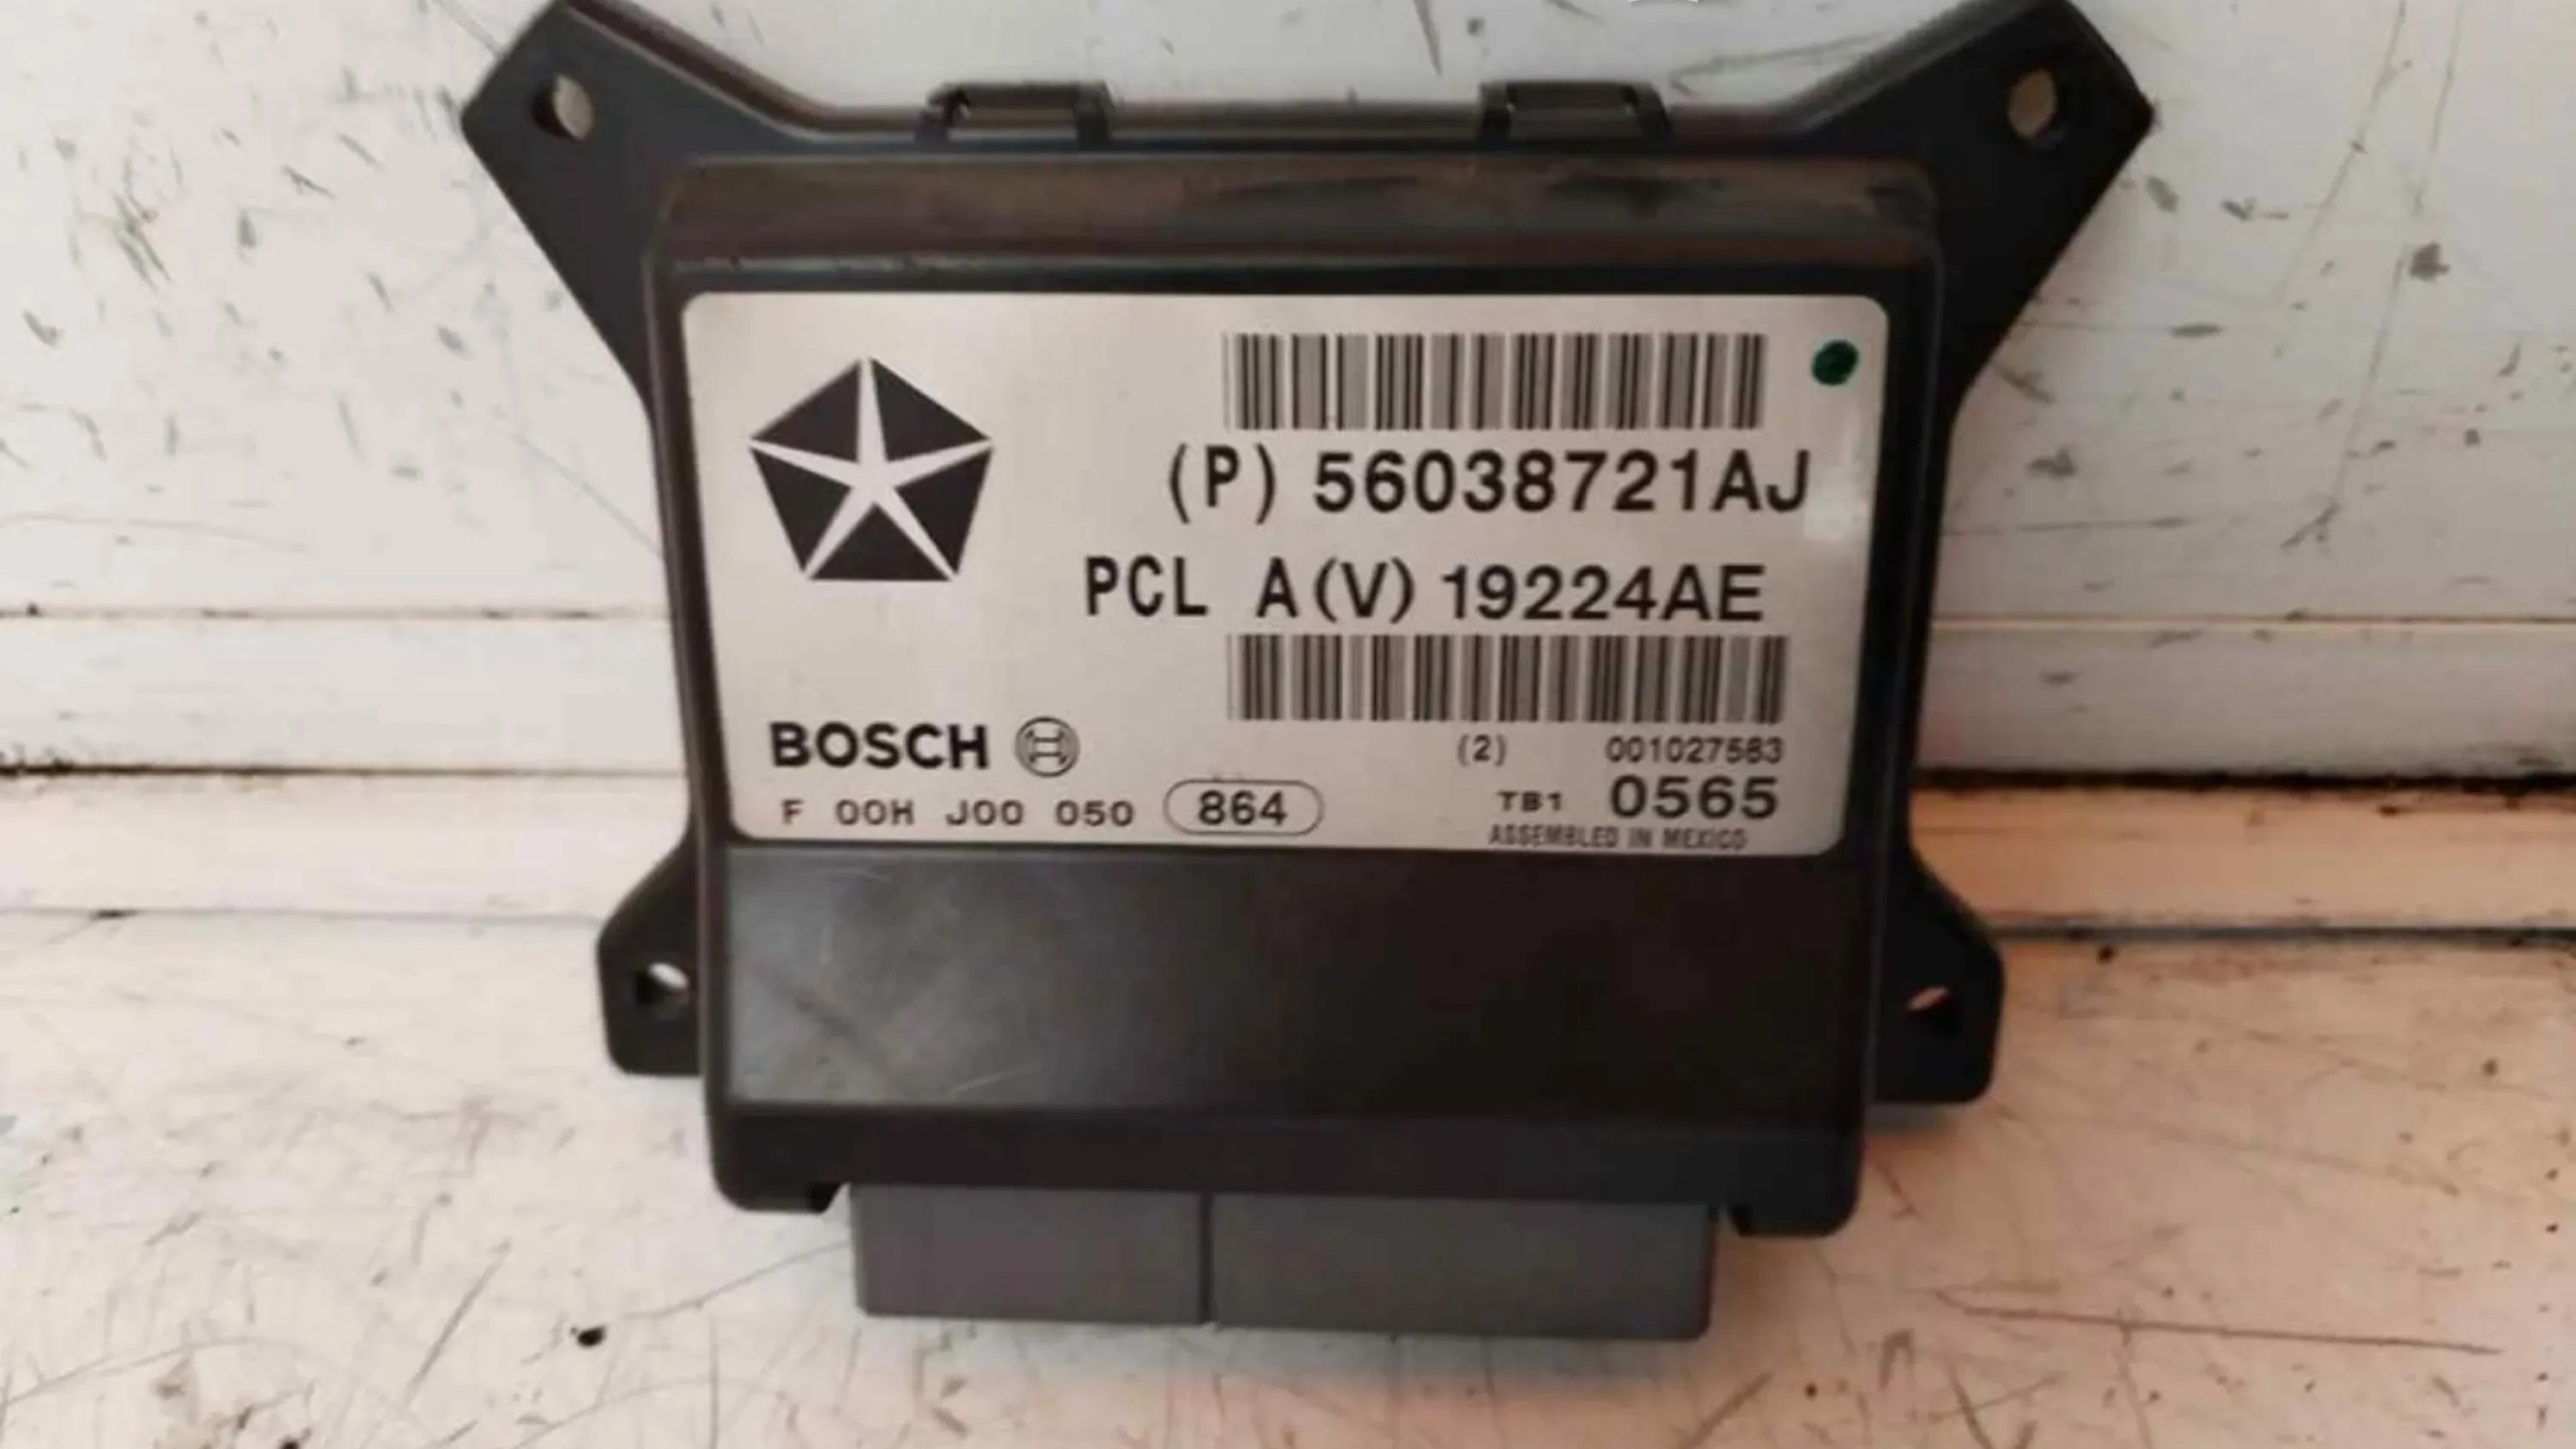 (P) 56038721AJ
PCL A(V) 19224AE
BOSCH
(2) 001027583
F 00H J00 050 864
TB1 0565
ASSEMBLED IN MEXICO